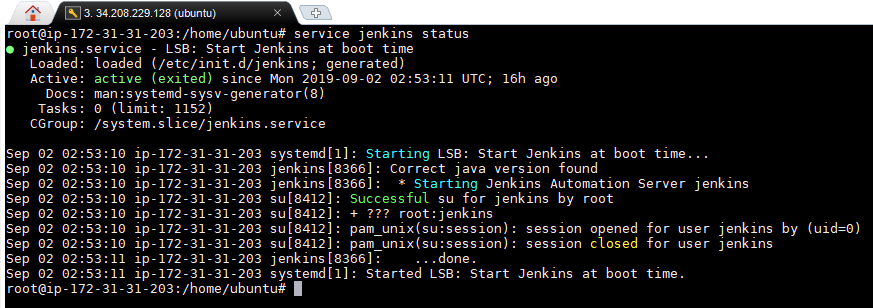 3. 34.208.229.128 (ubuntu)
root@ip-172-31-31-203:/home/ubuntu# service jenkins status
● jenkins.service - LSB: Start Jenkins at boot time
   Loaded: loaded (/etc/init.d/jenkins; generated)
   Active: active (exited) since Mon 2019-09-02 02:53:11 UTC; 16h ago
     Docs: man:systemd-sysv-generator(8)
    Tasks: 0 (limit: 1152)
   CGroup: /system.slice/jenkins.service
Sep 02 02:53:10 ip-172-31-31-203 systemd[1]: Starting LSB: Start Jenkins at boot time...
Sep 02 02:53:10 ip-172-31-31-203 jenkins[8366]: Correct java version found
Sep 02 02:53:10 ip-172-31-31-203 jenkins[8366]:  * Starting Jenkins Automation Server jenkins
Sep 02 02:53:10 ip-172-31-31-203 su[8412]: Successful su for jenkins by root
Sep 02 02:53:10 ip-172-31-31-203 su[8412]: + ??? root:jenkins
Sep 02 02:53:10 ip-172-31-31-203 su[8412]: pam_unix(su:session): session opened for user jenkins by (uid=0)
Sep 02 02:53:10 ip-172-31-31-203 su[8412]: pam_unix(su:session): session closed for user jenkins
Sep 02 02:53:11 ip-172-31-31-203 jenkins[8366]:    ...done.
Sep 02 02:53:11 ip-172-31-31-203 systemd[1]: Started LSB: Start Jenkins at boot time.
root@ip-172-31-31-203:/home/ubuntu#